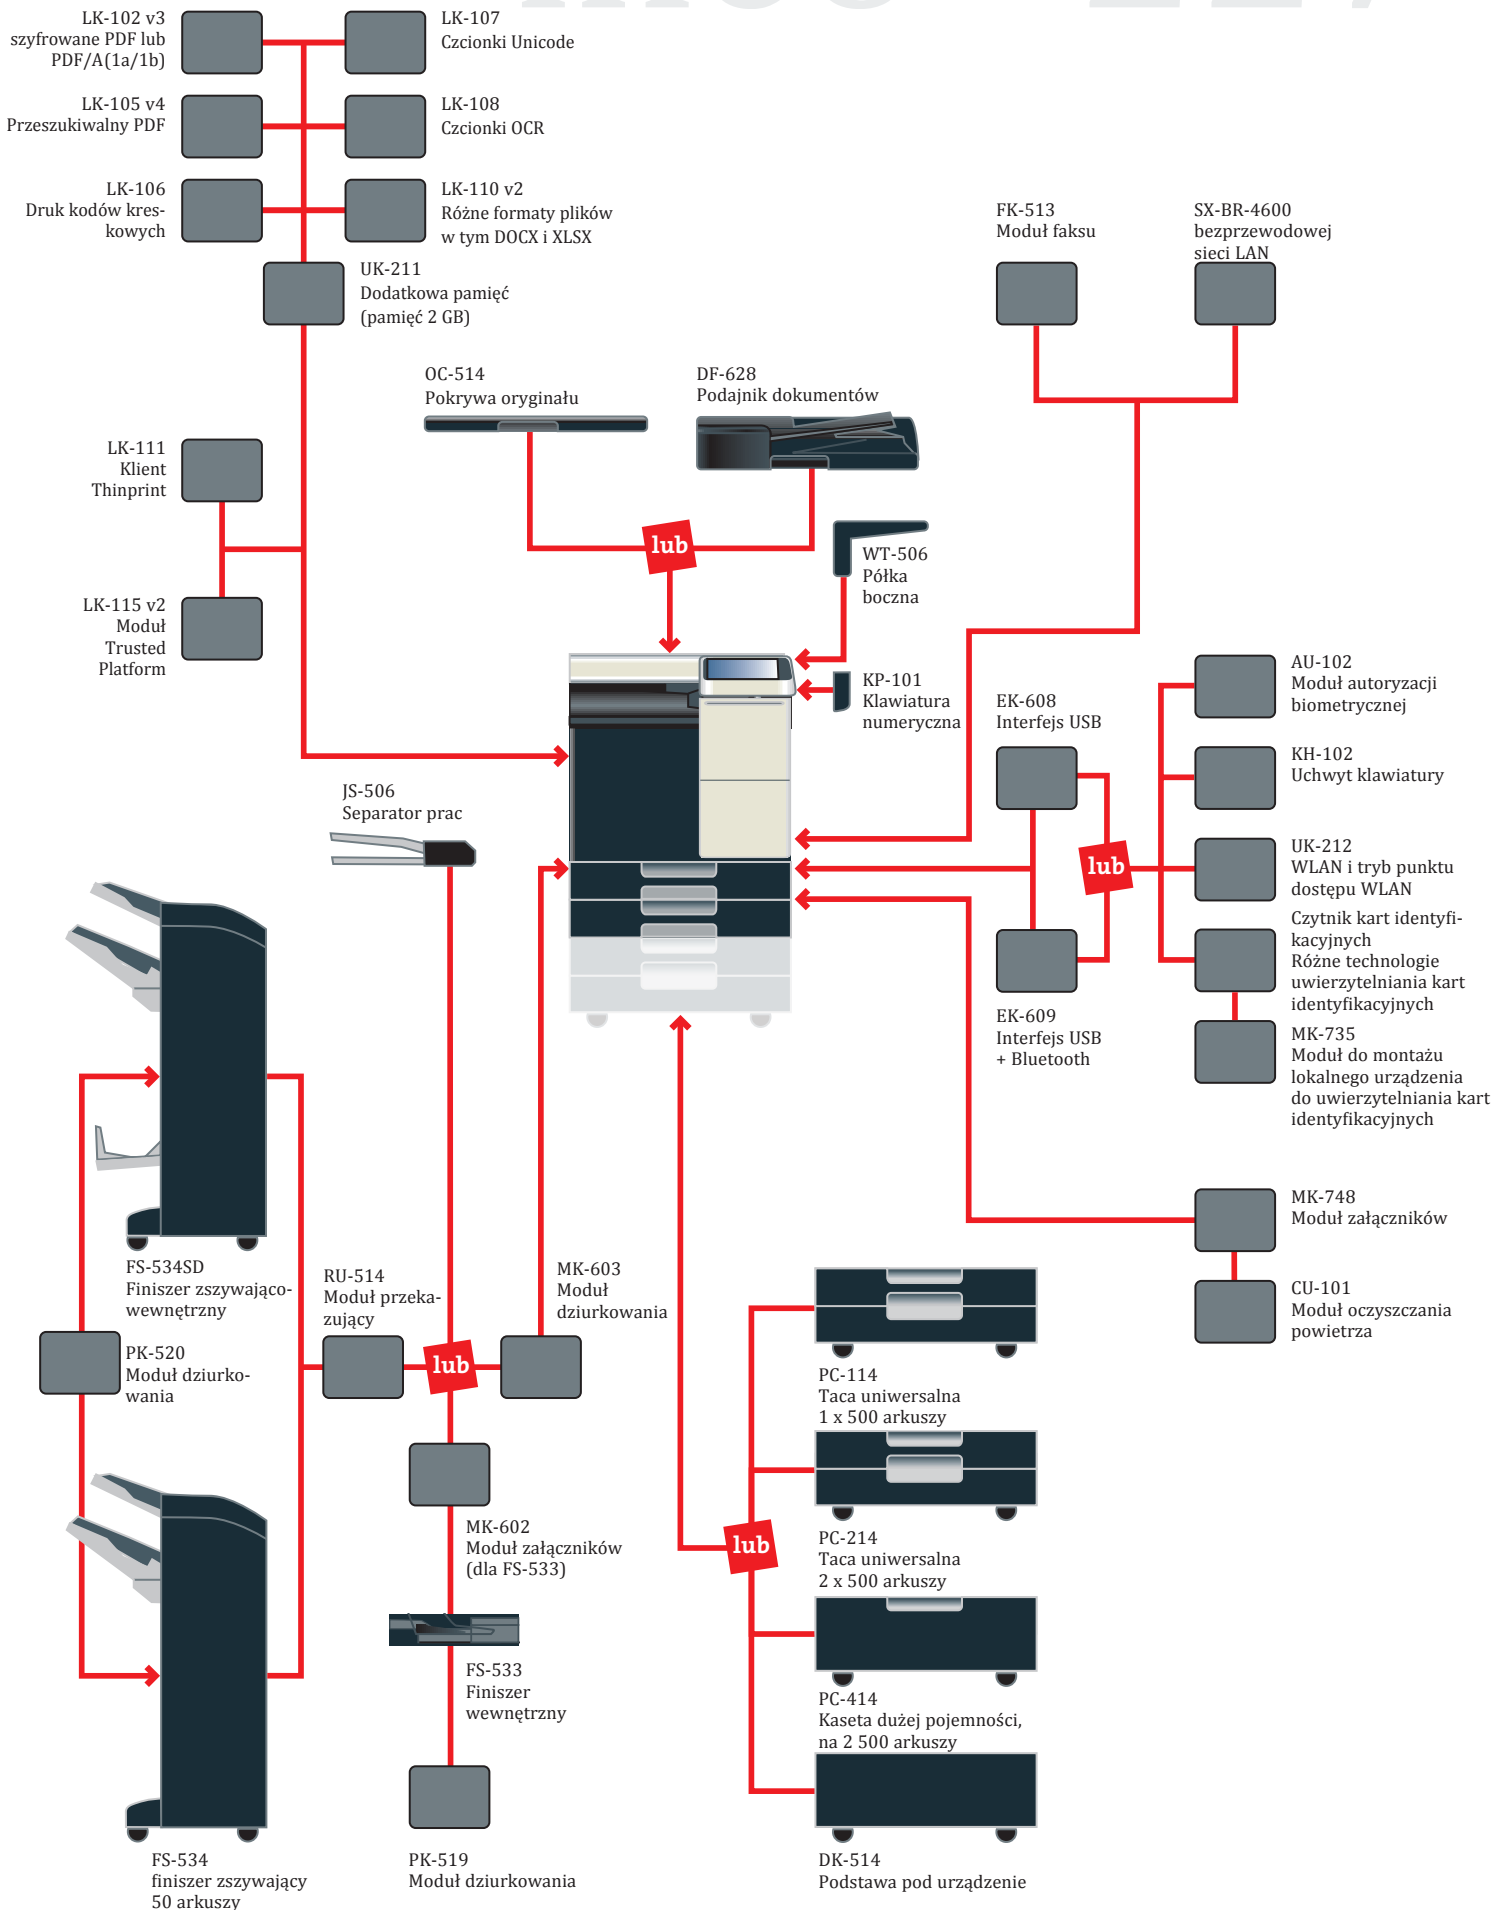 LK-102 v3
szyfrowane PDF lub
PDF/A(1a/1b)
LK-107
Czcionki Unicode
LK-105 v4
Przeszukiwalny PDF
LK-108
Czcionki OCR
LK-106
Druk kodów kres-
kowych
LK-110 v2
Różne formaty plików
w tym DOCX i XLSX
UK-211
Dodatkowa pamięć
(pamięć 2 GB)
FK-513
Moduł faksu
SX-BR-4600
bezprzewodowej
sieci LAN
OC-514
Pokrywa oryginału
DF-628
Podajnik dokumentów
LK-111
Klient
Thinprint
lub
WT-506
Półka
boczna
LK-115 v2
Moduł
Trusted
Platform
KP-101
Klawiatura
numeryczna
EK-608
Interfejs USB
AU-102
Moduł autoryzacji
biometrycznej
KH-102
Uchwyt klawiatury
JS-506
Separator prac
lub
UK-212
WLAN i tryb punktu
dostępu WLAN
Czytnik kart identyfi-
kacyjnych
Różne technologie
uwierzytelniania kart
identyfikacyjnych
EK-609
Interfejs USB
+ Bluetooth
MK-735
Moduł do montażu
lokalnego urządzenia
do uwierzytelniania kart
identyfikacyjnych
MK-748
Moduł załączników
CU-101
Moduł oczyszczania
powietrza
FS-534SD
Finiszer zszywająco-
wewnętrzny
RU-514
Moduł przeka-
zujący
MK-603
Moduł
dziurkowania
PK-520
Moduł dziurko-
wania
lub
PC-114
Taca uniwersalna
1 x 500 arkuszy
MK-602
Moduł załączników
(dla FS-533)
lub
PC-214
Taca uniwersalna
2 x 500 arkuszy
FS-533
Finiszer
wewnętrzny
PC-414
Kaseta dużej pojemności,
na 2 500 arkuszy
FS-534
finiszer zszywający
50 arkuszy
PK-519
Moduł dziurkowania
DK-514
Podstawa pod urządzenie